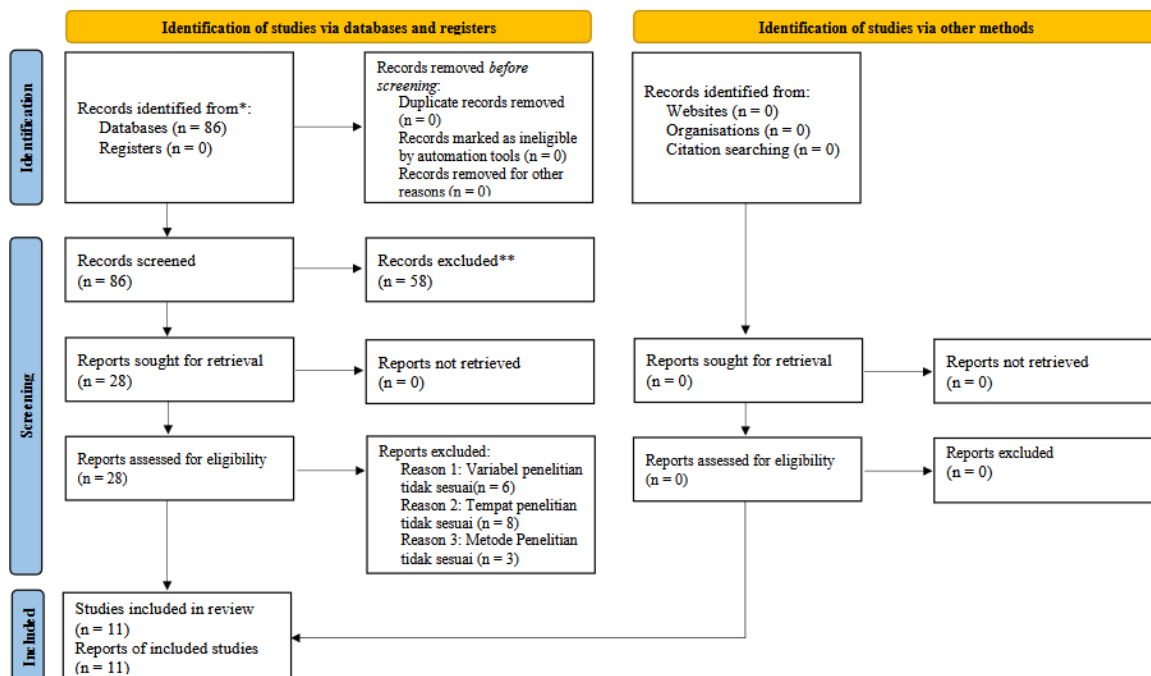 Identification of studies via databases and registers
Identification of studies via other methods
Identification
Records identified from*:
Databases (n = 86)
Registers (n = 0)
Records removed before
screening:
Duplicate records removed
(n = 0)
Records marked as ineligible
by automation tools (n = 0)
Records removed for other
reasons (n = 0)
Records identified from:
Websites (n = 0)
Organisations (n = 0)
Citation searching (n = 0)
Screening
Records screened
(n = 86)
Records excluded**
(n = 58)
Reports sought for retrieval
(n = 28)
Reports not retrieved
(n = 0)
Reports sought for retrieval
(n = 0)
Reports not retrieved
(n = 0)
Reports assessed for eligibility
(n = 28)
Reports excluded:
Reason 1: Variabel penelitian
tidak sesuai(n = 6)
Reason 2: Tempat penelitian
tidak sesuai (n = 8)
Reason 3: Metode Penelitian
tidak sesuai (n = 3)
Reports assessed for eligibility
(n = 0)
Reports excluded
(n = 0)
Included
Studies included in review
(n = 11)
Reports of included studies
(n = 11)